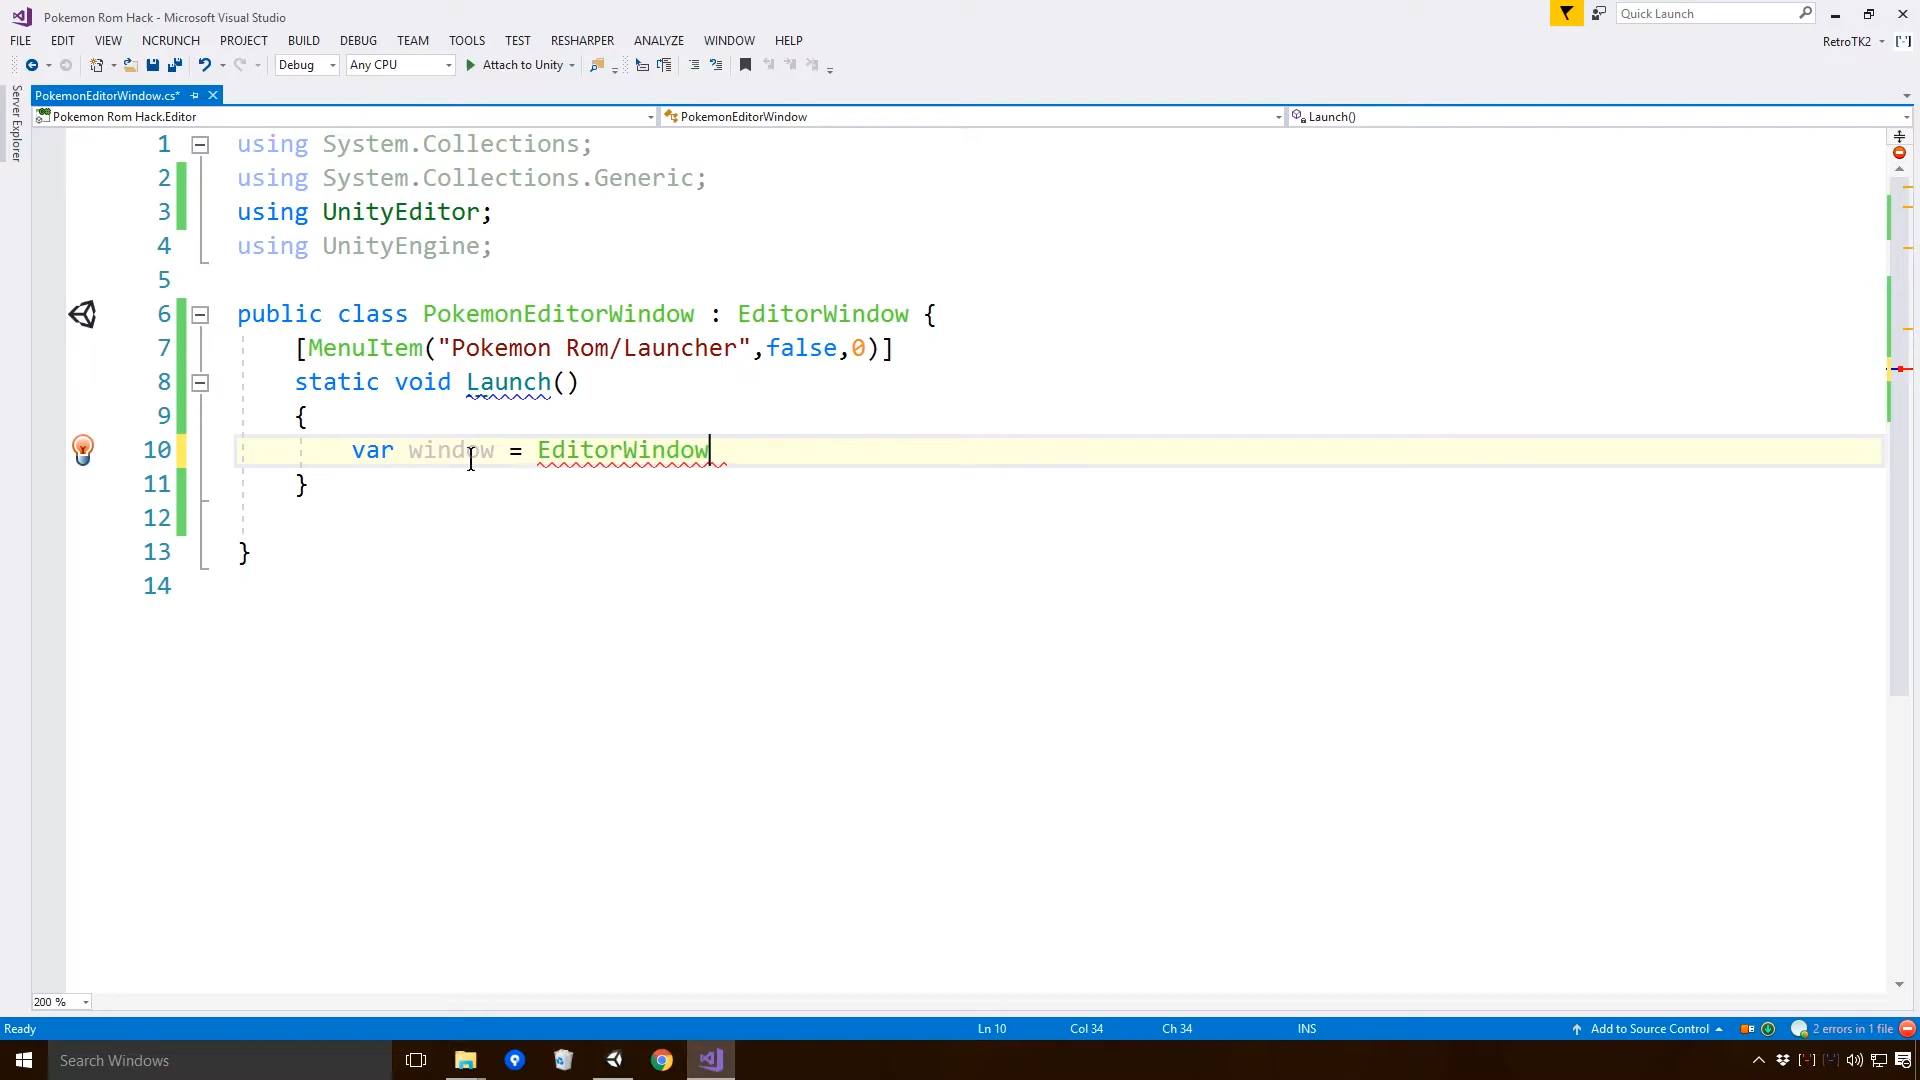 Pokemon Rom Hack - Microsoft Visual Studio
Quick Launch
FILE EDIT VIEW NCRUNCH PROJECT BUILD DEBUG TEAM TOOLS TEST RESHARPER ANALYZE WINDOW HELP
RetroTK2
Debug Any CPU Attach to Unity
Server Explorer
PokemonEditorWindow.cs*
Pokemon Rom Hack.Editor PokemonEditorWindow Launch()
1 using System.Collections;
2 using System.Collections.Generic;
3 using UnityEditor;
4 using UnityEngine;
5
6 public class PokemonEditorWindow : EditorWindow {
7 [MenuItem("Pokemon Rom/Launcher",false,0)]
8 static void Launch()
9 {
10 var window = EditorWindow
11 }
12
13 }
14
200 %
Ready Ln 10 Col 34 Ch 34 INS Add to Source Control 2 errors in 1 file
Search Windows